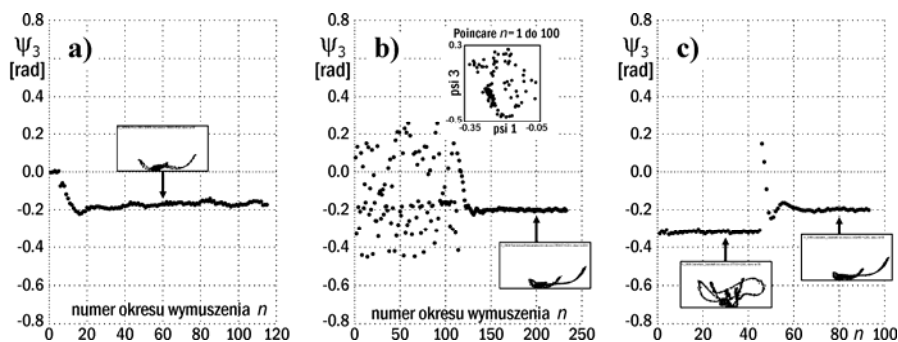 a)
ψ3
[rad]
0.8
0.6
0.4
0.2
0.0
-0.2
-0.4
-0.6
-0.8
numer okresu wymuszenia n
0 20 40 60 80 100 120
b)
ψ3
[rad]
Poincare n= 1 do 100
0.3
psi 3
-0.5
-0.35 psi 1 -0.05
0.8
0.6
0.4
0.2
0.0
-0.2
-0.4
-0.6
-0.8
numer okresu wymuszenia n
0 50 100 150 200 250
c)
ψ3
[rad]
0.8
0.6
0.4
0.2
0.0
-0.2
-0.4
-0.6
-0.8
0 20 40 60 80 n 100